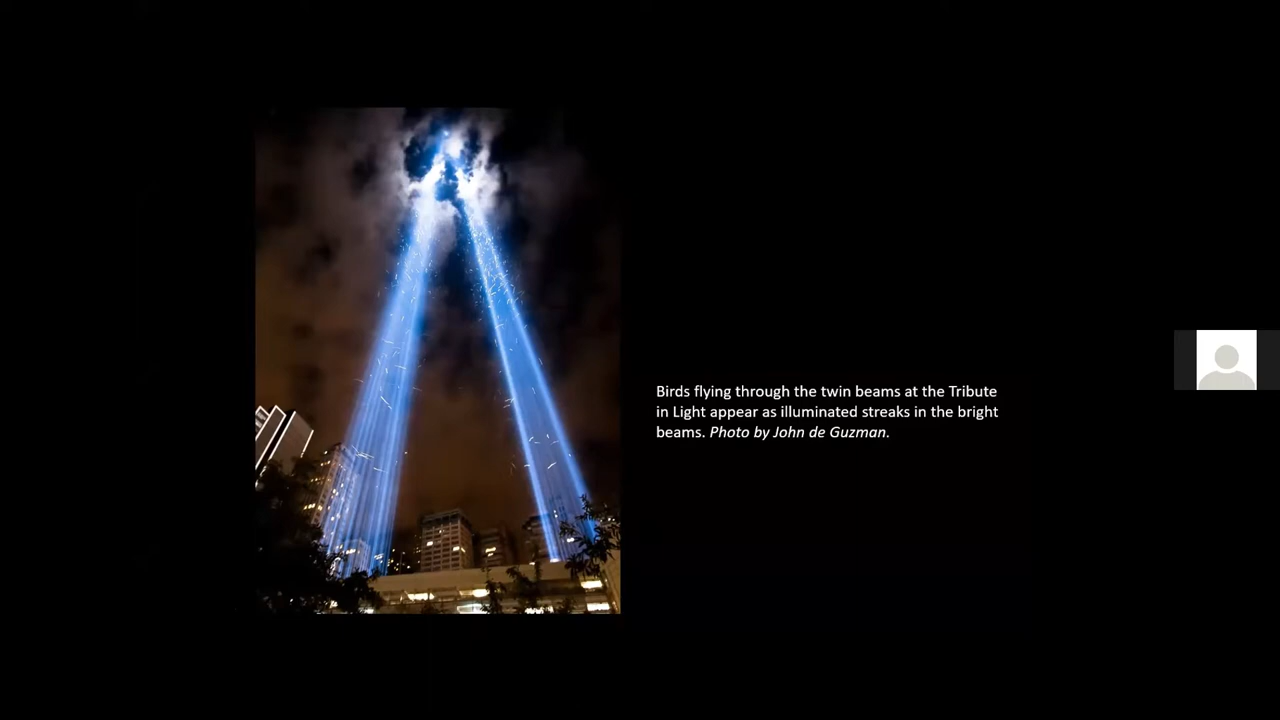 Birds flying through the twin beams at the Tribute
in Light appear as illuminated streaks in the bright
beams. Photo by John de Guzman.